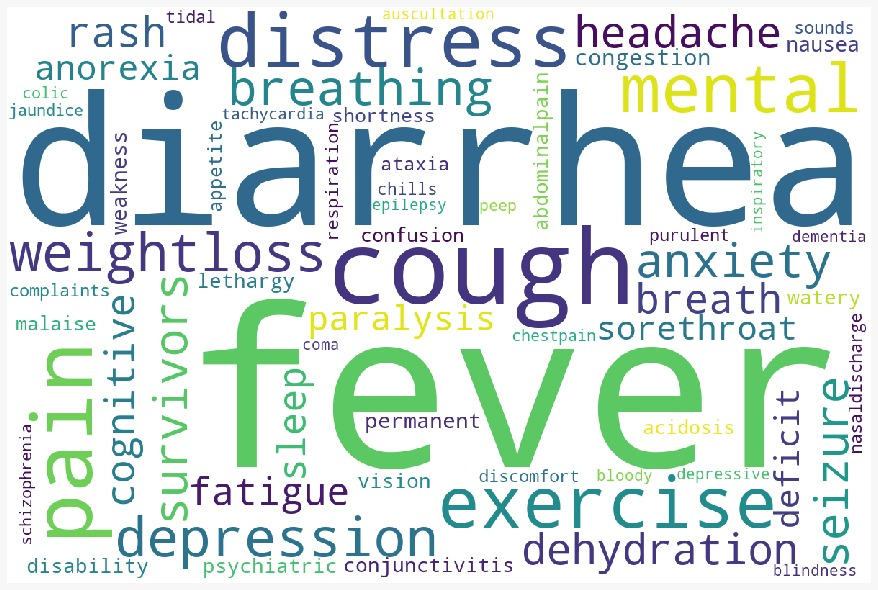 tidal
auscultation
rash
distress
headache
sounds
nausea
anorexia
congestion
breathing
mental
colic
jaundice
tachycardia
shortness
diarrhea
weakness
appetite
respiration
ataxia
chills
epilepsy
peep
abdominalpain
inspiratory
confusion
purulent
dementia
weightloss
cough
anxiety
complaints
lethargy
breath
watery
malaise
cognitive
survivors
paralysis
chestpain
sorethroat
nasaldischarge
coma
fever
pain
sleep
permanent
acidosis
deficit
seizure
schizophrenia
fatigue
vision
discomfort
bloody
depressive
exercise
depression
dehydration
disability
psychiatric
conjunctivitis
blindness